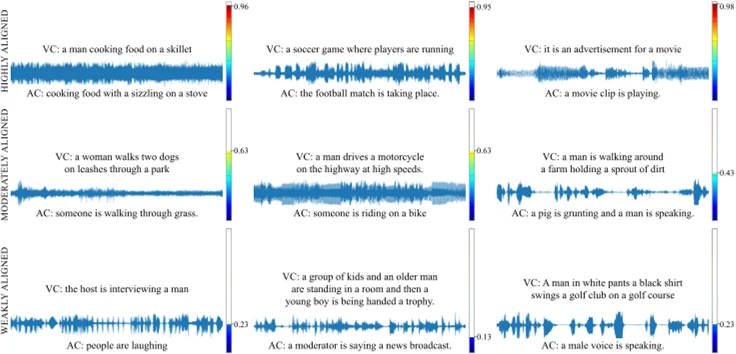 HIGHLY ALIGNED
VC: a man cooking food on a skillet
AC: cooking food with a sizzling on a stove
0.96
VC: a soccer game where players are running
AC: the football match is taking place.
0.95
VC: it is an advertisement for a movie
AC: a movie clip is playing.
0.98
MODERATELY ALIGNED
VC: a woman walks two dogs
on leashes through a park
AC: someone is walking through grass.
0.63
VC: a man drives a motorcycle
on the highway at high speeds.
AC: someone is riding on a bike
0.63
VC: a man is walking around
a farm holding a sprout of dirt
AC: a pig is grunting and a man is speaking.
0.43
WEAKLY ALIGNED
VC: the host is interviewing a man
AC: people are laughing
0.23
VC: a group of kids and an older man
are standing in a room and then a
young boy is being handed a trophy.
AC: a moderator is saying a news broadcast.
0.13
VC: A man in white pants a black shirt
swings a golf club on a golf course
AC: a male voice is speaking.
0.23